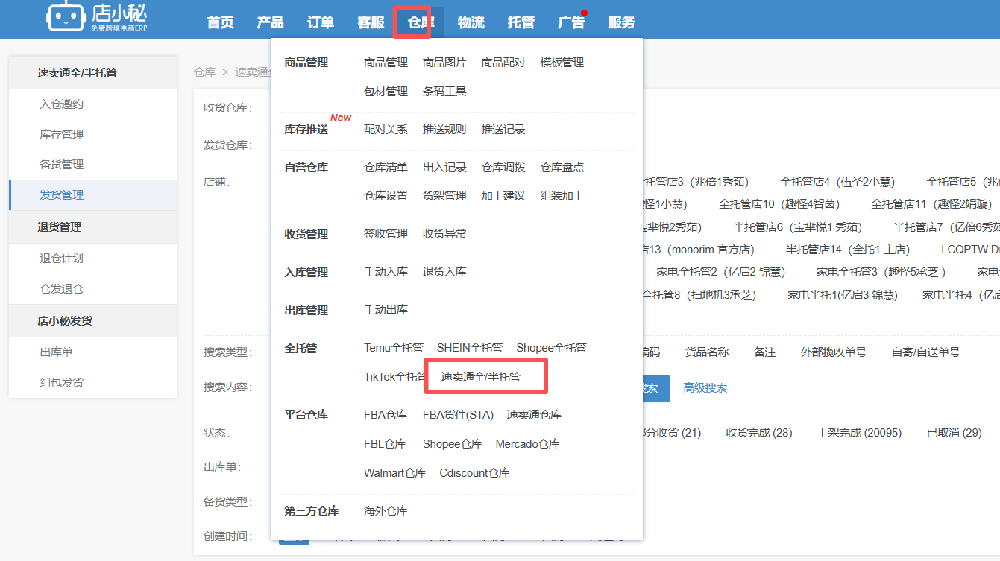 店小秘
免费跨境电商ERP
首页 产品 订单 客服 仓库 物流 托管 广告 服务
速卖通全/半托管
入仓邀约
库存管理
备货管理
发货管理
退货管理
退仓计划
仓发退仓
店小秘发货
出库单
组包发货
仓库 > 速卖通
收货仓库:
发货仓库:
店铺:
搜索类型:
搜索内容:
状态:
出库单:
备货类型:
创建时间:
商品管理 商品管理 商品图片 商品配对 模板管理
包材管理 条码工具
库存推送 New 配对关系 推送规则 推送记录
自营仓库 仓库清单 出入记录 仓库调拨 仓库盘点
仓库设置 货架管理 加工建议 组装加工
收货管理 签收管理 收货异常
入库管理 手动入库 退货入库
出库管理 手动出库
全托管 Temu全托管 SHEIN全托管 Shopee全托管
TikTok全托管 速卖通全/半托管
平台仓库 FBA仓库 FBA货件(STA) 速卖通仓库
FBL仓库 Shopee仓库 Mercado仓库
Walmart仓库 Cdiscount仓库
第三方仓库 海外仓库
托管店3（兆倍1秀茹） 全托管店4（伍圣2小慧） 全托管店5（兆
怪1小慧） 全托管店10（趣怪4智茵） 全托管店11（趣怪2娟璇）
宝芈悦2秀茹） 半托管店6（宝芈悦1 秀茹） 半托管店7（亿倍6秀茹
店13（monorim 官方店） 半托管店14（全托1 主店） LCQPTW
家电全托管2（亿启2 锦慧） 家电全托管3（趣怪5承芝 ） 家电
全托管8（扫地机3承芝） 家电半托1(亿启3 锦慧) 家电半托4（亿启
编码 货品名称 备注 外部揽收单号 自寄/自送单号
搜索 高级搜索
部分收货 (21) 收货完成 (28) 上架完成 (20095) 已取消 (29)